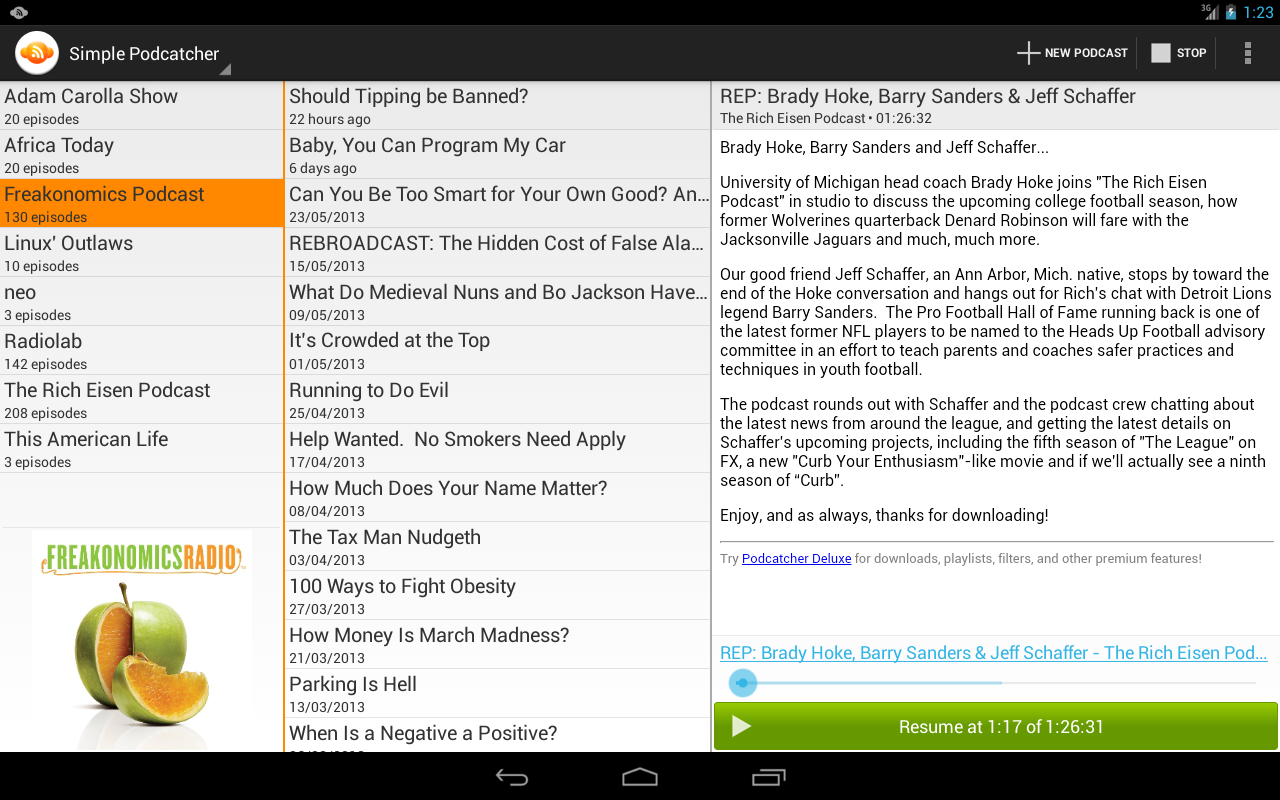 3G 1:23
Simple Podcatcher
NEW PODCAST
STOP
Adam Carolla Show
20 episodes
Africa Today
20 episodes
Freakonomics Podcast
130 episodes
Linux' Outlaws
10 episodes
neo
3 episodes
Radiolab
142 episodes
The Rich Eisen Podcast
208 episodes
This American Life
3 episodes
FREAKONOMICSRADIO
Should Tipping be Banned?
22 hours ago
Baby, You Can Program My Car
6 days ago
Can You Be Too Smart for Your Own Good? An...
23/05/2013
REBROADCAST: The Hidden Cost of False Ala...
15/05/2013
What Do Medieval Nuns and Bo Jackson Have...
09/05/2013
It's Crowded at the Top
01/05/2013
Running to Do Evil
25/04/2013
Help Wanted.  No Smokers Need Apply
17/04/2013
How Much Does Your Name Matter?
08/04/2013
The Tax Man Nudgeth
03/04/2013
100 Ways to Fight Obesity
27/03/2013
How Money Is March Madness?
21/03/2013
Parking Is Hell
13/03/2013
When Is a Negative a Positive?
REP: Brady Hoke, Barry Sanders & Jeff Schaffer
The Rich Eisen Podcast • 01:26:32
Brady Hoke, Barry Sanders and Jeff Schaffer...
University of Michigan head coach Brady Hoke joins "The Rich Eisen
Podcast" in studio to discuss the upcoming college football season, how
former Wolverines quarterback Denard Robinson will fare with the
Jacksonville Jaguars and much, much more.
Our good friend Jeff Schaffer, an Ann Arbor, Mich. native, stops by toward the
end of the Hoke conversation and hangs out for Rich's chat with Detroit Lions
legend Barry Sanders.  The Pro Football Hall of Fame running back is one of
the latest former NFL players to be named to the Heads Up Football advisory
committee in an effort to teach parents and coaches safer practices and
techniques in youth football.
The podcast rounds out with Schaffer and the podcast crew chatting about
the latest news from around the league, and getting the latest details on
Schaffer's upcoming projects, including the fifth season of "The League" on
FX, a new "Curb Your Enthusiasm"-like movie and if we'll actually see a ninth
season of “Curb”.
Enjoy, and as always, thanks for downloading!
Try Podcatcher Deluxe for downloads, playlists, filters, and other premium features!
REP: Brady Hoke, Barry Sanders & Jeff Schaffer - The Rich Eisen Pod...
Resume at 1:17 of 1:26:31